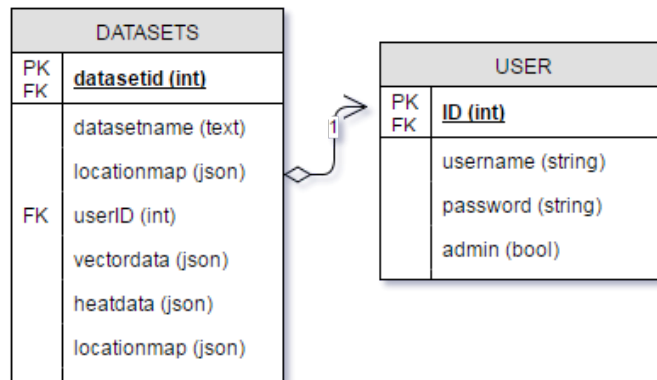 DATASETS
PK
FK
datasetid (int)
datasetname (text)
locationmap (json)
FK userID (int)
vectordata (json)
heatdata (json)
locationmap (json)
1
USER
PK
FK
ID (int)
username (string)
password (string)
admin (bool)